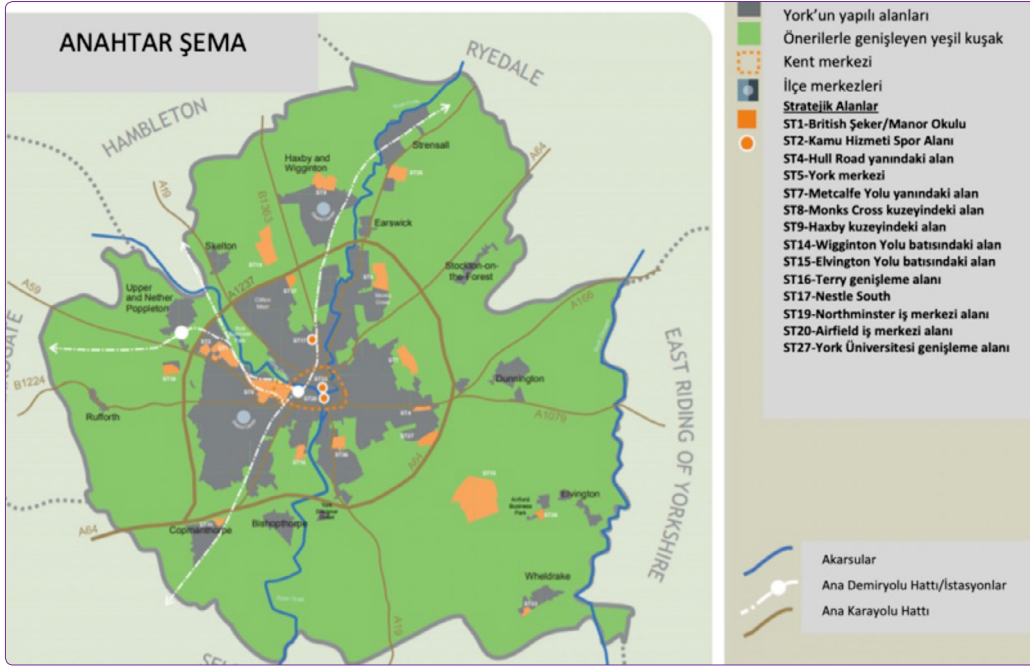 ANAHTAR ŞEMA
RYEDALE
HAMBLETON
Strensall
Haxby and
Wigginton
A64
A19
B1363
Earswick
Skelton
Stockton-on-
the-Forest
A1237
Upper
and Nether
Poppleton
A59
A166
EAST RIDING OF YORKSHIRE
B1224
Rufforth
Dunnington
A1079
A64
Elvington
Airfield
Business
Park
A64
Copmanthorpe
Bishopthorpe
Wheldrake
A19
York'un yapılı alanları
Önerilerle genişleyen yeşil kuşak
Kent merkezi
İlçe merkezleri
Stratejik Alanlar
ST1-British Şeker/Manor Okulu
ST2-Kamu Hizmeti Spor Alanı
ST4-Hull Road yanındaki alan
ST5-York merkezi
ST7-Metcalfe Yolu yanındaki alan
ST8-Monks Cross kuzeyindeki alan
ST9-Haxby kuzeyindeki alan
ST14-Wigginton Yolu batısındaki alan
ST15-Elvington Yolu batısındaki alan
ST16-Terry genişleme alanı
ST17-Nestle South
ST19-Northminster iş merkezi alanı
ST20-Airfield iş merkezi alanı
ST27-York Üniversitesi genişleme alanı
Akarsular
Ana Demiryolu Hattı/İstasyonlar
Ana Karayolu Hattı